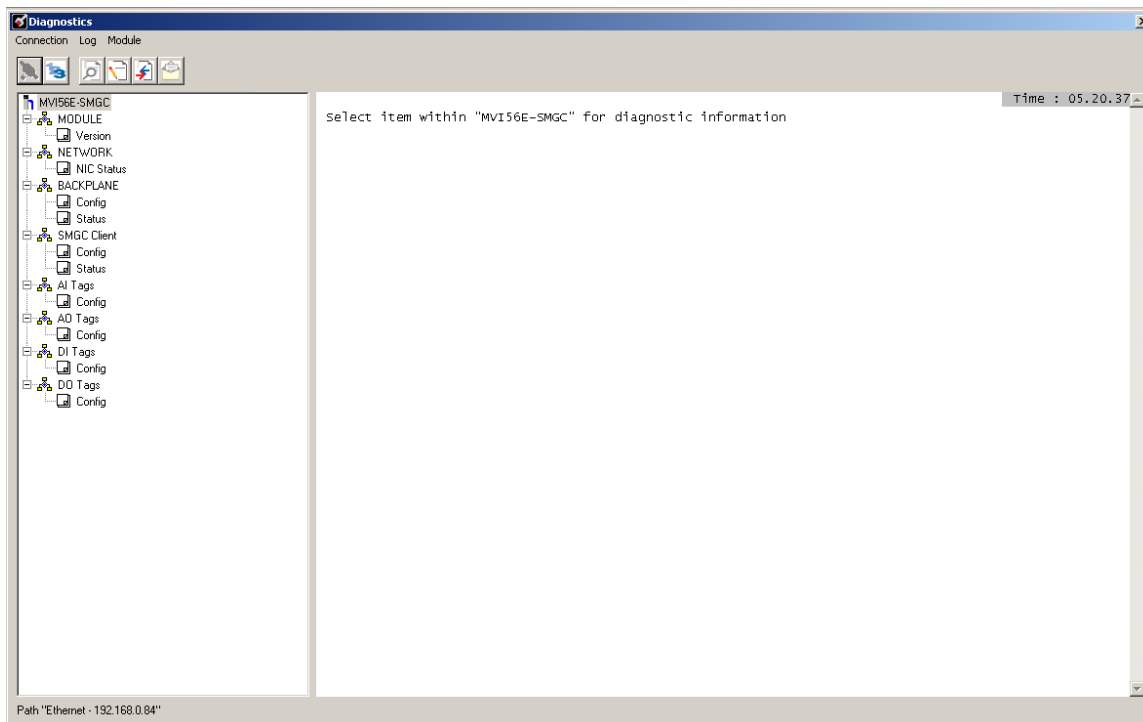 Diagnostics
Connection Log Module
MVI56E-SMGC
MODULE
Version
NETWORK
NIC Status
BACKPLANE
Config
Status
SMGC Client
Config
Status
AI Tags
Config
AO Tags
Config
DI Tags
Config
DO Tags
Config
Time : 05.20.37
Select item within "MVI56E-SMGC" for diagnostic information
Path "Ethernet - 192.168.0.84"